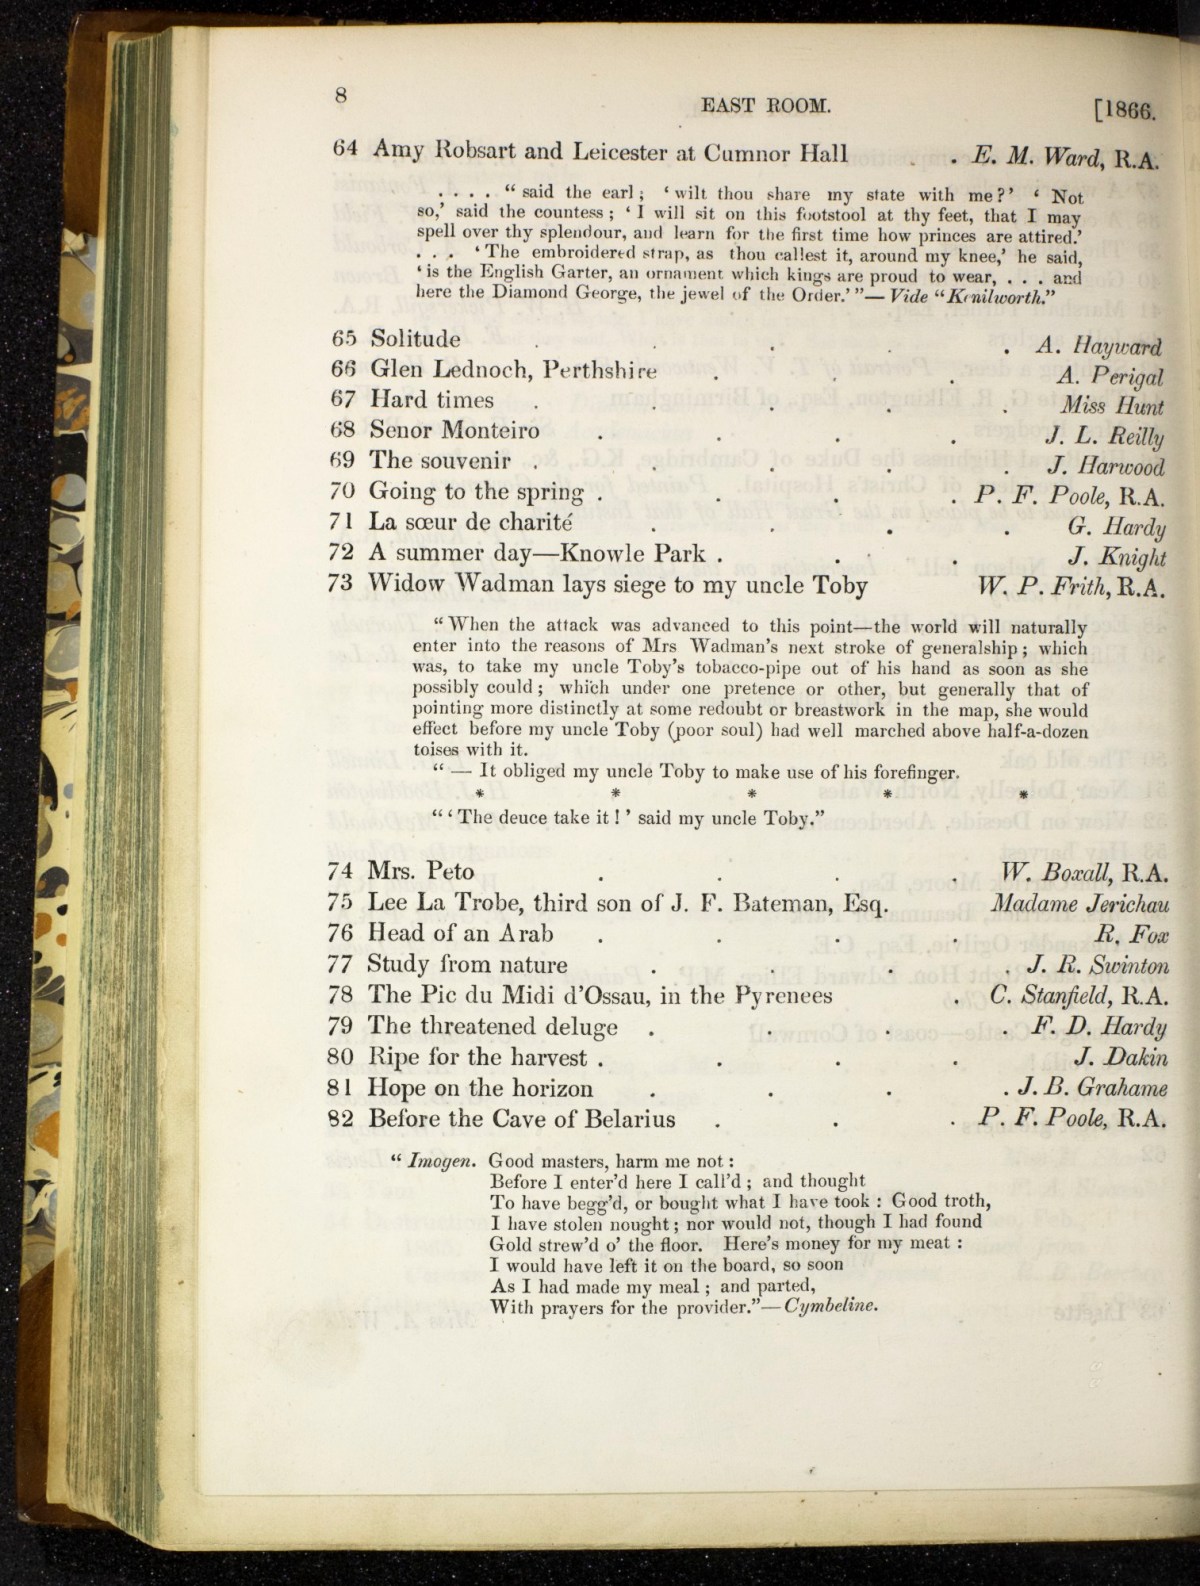 8
EAST ROOM.
[1866.
64 Amy Robsart and Leicester at Cumnor Hall . . E. M. Ward, R.A.
. . . . “ said the earl ; ‘ wilt thou share my state with me ?’ ‘ Not
so,’ said the countess ; ‘ I will sit on this footstool at thy feet, that I may
spell over thy splendour, and learn for the first time how princes are attired.’
. . . ‘ The embroidered strap, as thou callest it, around my knee,’ he said,
‘ is the English Garter, an ornament which kings are proud to wear, . . . and
here the Diamond George, the jewel of the Order.’ ”— Vide “Kenilworth.”
65 Solitude . . . . . A. Hayward
66 Glen Lednoch, Perthshire . . . A. Perigal
67 Hard times . . . . . Miss Hunt
68 Senor Monteiro . . . . J. L. Reilly
69 The souvenir . . . . . J. Harwood
70 Going to the spring . . . . P. F. Poole, R.A.
71 La sœur de charité . . . . G. Hardy
72 A summer day—Knowle Park . . . J. Knight
73 Widow Wadman lays siege to my uncle Toby W. P. Frith, R.A.
“ When the attack was advanced to this point—the world will naturally
enter into the reasons of Mrs Wadman’s next stroke of generalship ; which
was, to take my uncle Toby’s tobacco-pipe out of his hand as soon as she
possibly could ; which under one pretence or other, but generally that of
pointing more distinctly at some redoubt or breastwork in the map, she would
effect before my uncle Toby (poor soul) had well marched above half-a-dozen
toises with it.
“ — It obliged my uncle Toby to make use of his forefinger.
* * * * *
“ ‘ The deuce take it ! ’ said my uncle Toby.”
74 Mrs. Peto . . . . W. Boxall, R.A.
75 Lee La Trobe, third son of J. F. Bateman, Esq. Madame Jerichau
76 Head of an Arab . . . . R. Fox
77 Study from nature . . . . J. R. Swinton
78 The Pic du Midi d’Ossau, in the Pyrenees . C. Stanfield, R.A.
79 The threatened deluge . . . . F. D. Hardy
80 Ripe for the harvest . . . . J. Dakin
81 Hope on the horizon . . . . J. B. Grahame
82 Before the Cave of Belarius . . . P. F. Poole, R.A.
“ Imogen. Good masters, harm me not :
Before I enter’d here I call’d ; and thought
To have begg’d, or bought what I have took : Good troth,
I have stolen nought ; nor would not, though I had found
Gold strew’d o’ the floor. Here’s money for my meat :
I would have left it on the board, so soon
As I had made my meal ; and parted,
With prayers for the provider.”—Cymbeline.